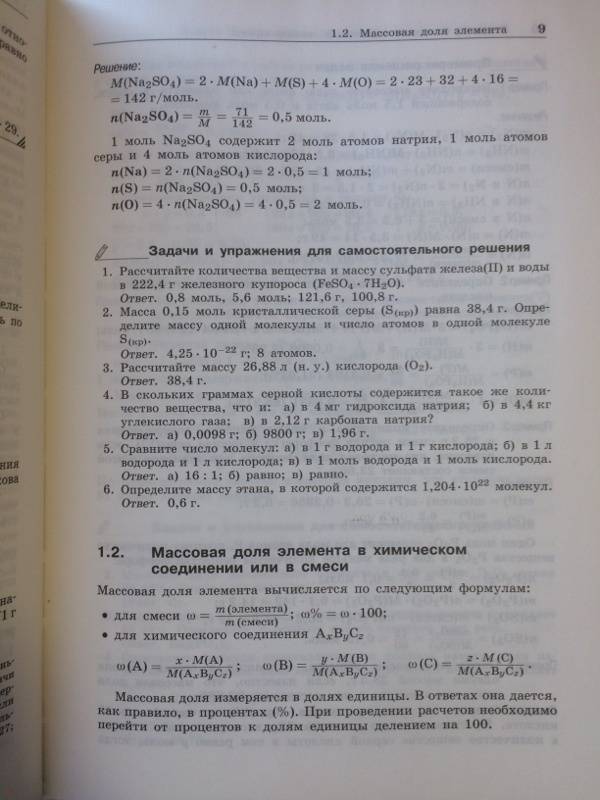 1.2. Массовая доля элемента 9
Решение:
M(Na₂SO₄) = 2 · M(Na) + M(S) + 4 · M(O) = 2 · 23 + 32 + 4 · 16 =
= 142 г/моль.
n(Na₂SO₄) = m/M = 71/142 = 0,5 моль.
1 моль Na₂SO₄ содержит 2 моль атомов натрия, 1 моль атомов
серы и 4 моль атомов кислорода:
n(Na) = 2 · n(Na₂SO₄) = 2 · 0,5 = 1 моль;
n(S) = n(Na₂SO₄) = 0,5 моль;
n(O) = 4 · n(Na₂SO₄) = 4 · 0,5 = 2 моль.
Задачи и упражнения для самостоятельного решения
1. Рассчитайте количества вещества и массу сульфата железа(II) и воды
в 222,4 г железного купороса (FeSO₄ · 7H₂O).
Ответ. 0,8 моль, 5,6 моль; 121,6 г, 100,8 г.
2. Масса 0,15 моль кристаллической серы (S(кр)) равна 38,4 г. Опре-
делите массу одной молекулы и число атомов в одной молекуле
S(кр).
Ответ. 4,25 · 10⁻²² г; 8 атомов.
3. Рассчитайте массу 26,88 л (н. у.) кислорода (O₂).
Ответ. 38,4 г.
4. В скольких граммах серной кислоты содержится такое же коли-
чество вещества, что и: а) в 4 мг гидроксида натрия; б) в 4,4 кг
углекислого газа; в) в 2,12 г карбоната натрия?
Ответ. а) 0,0098 г; б) 9800 г; в) 1,96 г.
5. Сравните число молекул: а) в 1 г водорода и 1 г кислорода; б) в 1 л
водорода и 1 л кислорода; в) в 1 моль водорода и 1 моль кислорода.
Ответ. а) 16 : 1; б) равно; в) равно.
6. Определите массу этана, в которой содержится 1,204·10²² молекул.
Ответ. 0,6 г.
1.2. Массовая доля элемента в химическом
соединении или в смеси
Массовая доля элемента вычисляется по следующим формулам:
• для смеси ω = m(элемента)/m(смеси); ω% = ω · 100;
• для химического соединения AₓBᵧC_z
ω(A) = x · M(A)/M(AₓBᵧC_z); ω(B) = y · M(B)/M(AₓBᵧC_z); ω(C) = z · M(C)/M(AₓBᵧC_z).
Массовая доля измеряется в долях единицы. В ответах она дается,
как правило, в процентах (%). При проведении расчетов необходимо
перейти от процентов к долям единицы делением на 100.